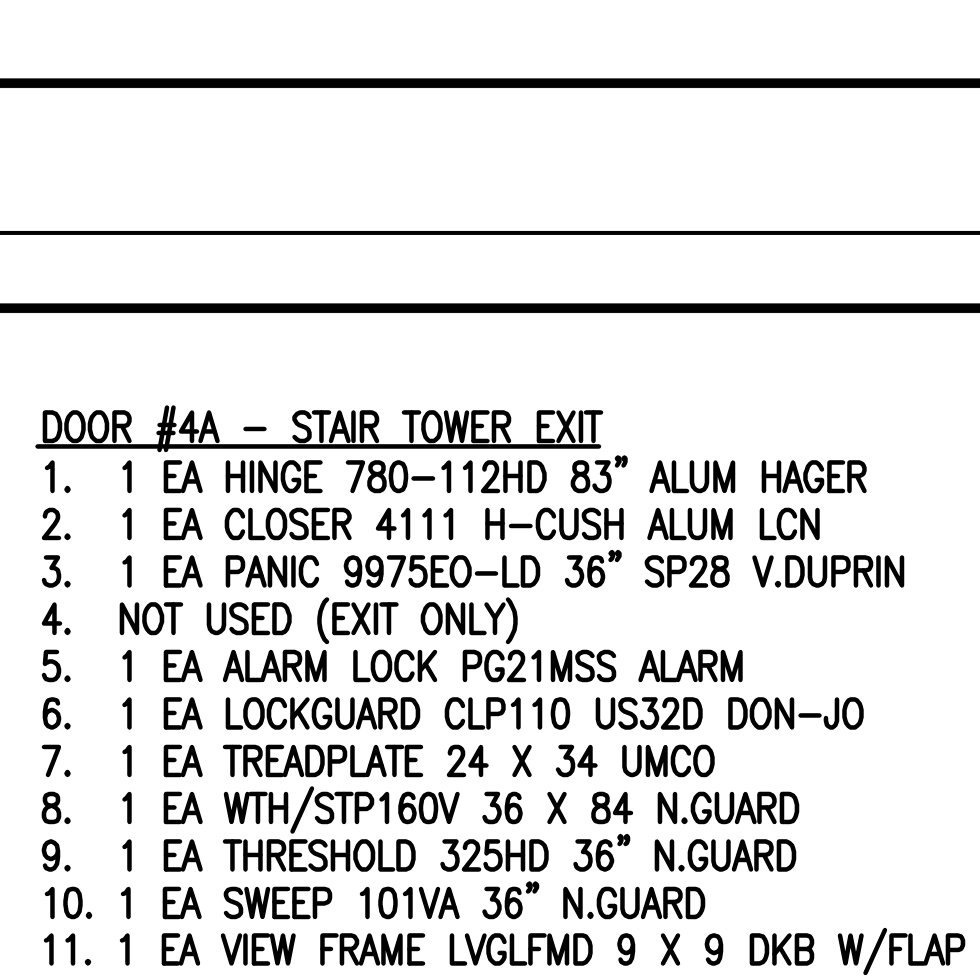 DOOR #4A - STAIR TOWER EXIT
1. 1 EA HINGE 780-112HD 83" ALUM HAGER
2. 1 EA CLOSER 4111 H-CUSH ALUM LCN
3. 1 EA PANIC 9975EO-LD 36" SP28 V.DUPRIN
4. NOT USED (EXIT ONLY)
5. 1 EA ALARM LOCK PG21MSS ALARM
6. 1 EA LOCKGUARD CLP110 US32D DON-JO
7. 1 EA TREADPLATE 24 X 34 UMCO
8. 1 EA WTH/STP160V 36 X 84 N.GUARD
9. 1 EA THRESHOLD 325HD 36" N.GUARD
10. 1 EA SWEEP 101VA 36" N.GUARD
11. 1 EA VIEW FRAME LVGLFMD 9 X 9 DKB W/FLAP